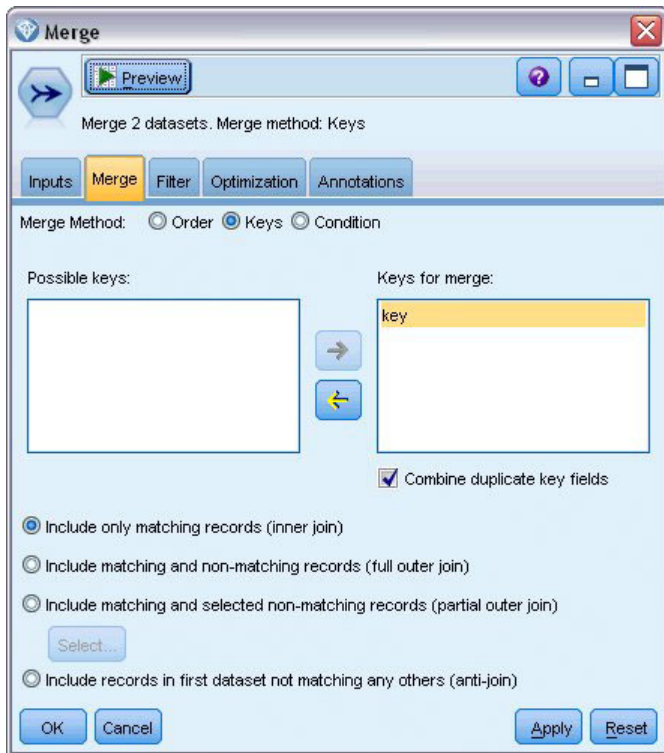 Merge
Preview
Merge 2 datasets. Merge method: Keys
Inputs Merge Filter Optimization Annotations
Merge Method: Order Keys Condition
Possible keys: Keys for merge:
key
Combine duplicate key fields
Include only matching records (inner join)
Include matching and non-matching records (full outer join)
Include matching and selected non-matching records (partial outer join)
Select...
Include records in first dataset not matching any others (anti-join)
OK Cancel Apply Reset